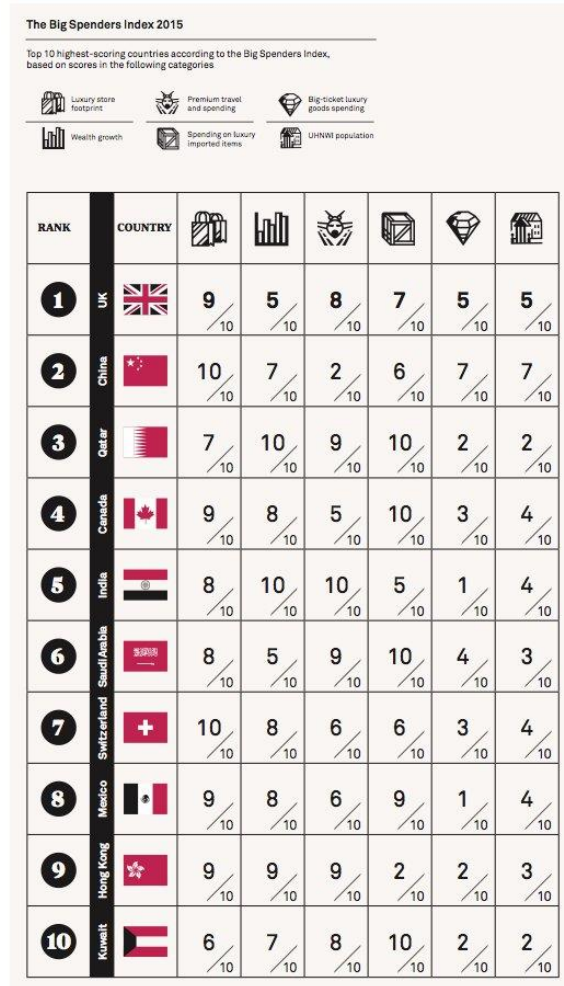 The Big Spenders Index 2015
Top 10 highest-scoring countries according to the Big Spenders Index,
based on scores in the following categories
Luxury store
footprint
Premium travel
and spending
Big-ticket luxury
goods spending
Wealth growth
Spending on luxury
imported items
UHNWI population
RANK COUNTRY
1 UK 9/10 5/10 8/10 7/10 5/10 5/10
2 China 10/10 7/10 2/10 6/10 7/10 7/10
3 Qatar 7/10 10/10 9/10 10/10 2/10 2/10
4 Canada 9/10 8/10 5/10 10/10 3/10 4/10
5 India 8/10 10/10 10/10 5/10 1/10 4/10
6 Saudi Arabia 8/10 5/10 9/10 10/10 4/10 3/10
7 Switzerland 10/10 8/10 6/10 6/10 3/10 4/10
8 Mexico 9/10 8/10 6/10 9/10 1/10 4/10
9 Hong Kong 9/10 9/10 9/10 2/10 2/10 3/10
10 Kuwait 6/10 7/10 8/10 10/10 2/10 2/10